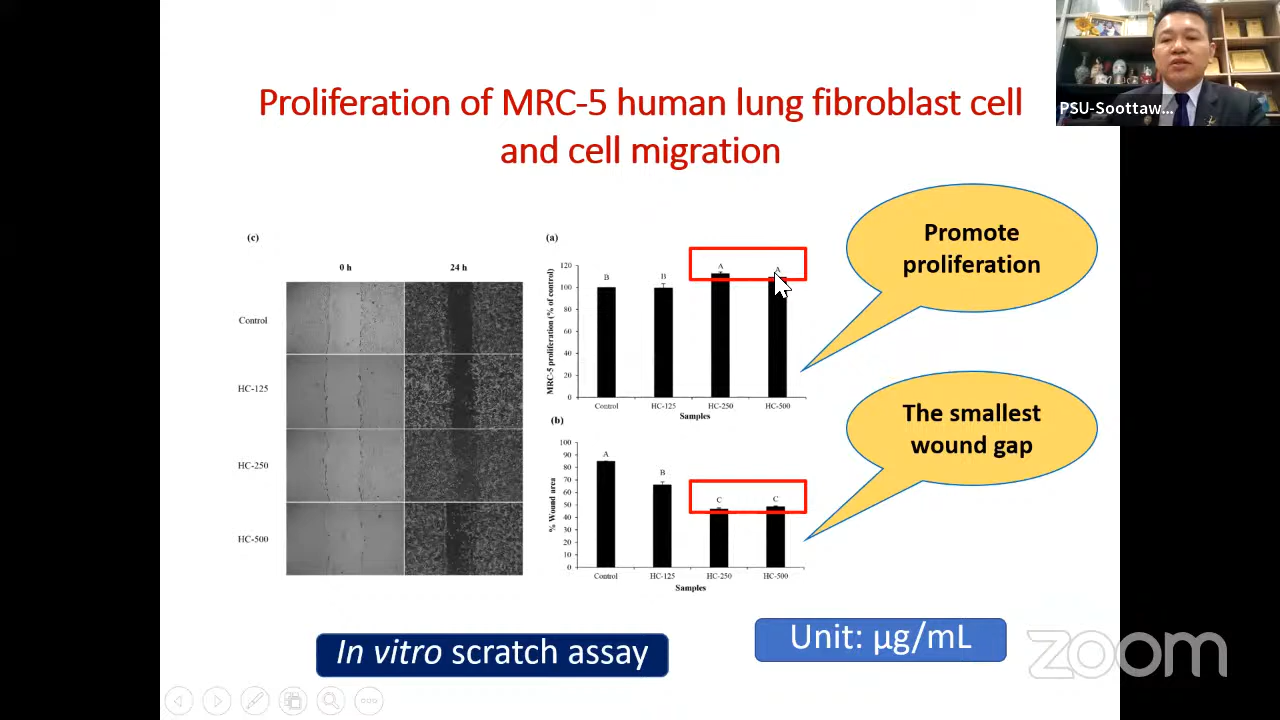 PSU-Soottaw...
Proliferation of MRC-5 human lung fibroblast cell
and cell migration
(c)
0 h
24 h
Control
HC-125
HC-250
HC-500
(a)
MRC-5 proliferation (% of control)
120
100
80
60
40
20
0
B
B
A
A
Control
HC-125
HC-250
HC-500
Samples
(b)
% Wound area
100
90
80
70
60
50
40
30
20
10
0
A
B
C
C
Control
HC-125
HC-250
HC-500
Samples
Promote
proliferation
The smallest
wound gap
In vitro scratch assay
Unit: µg/mL
zoom